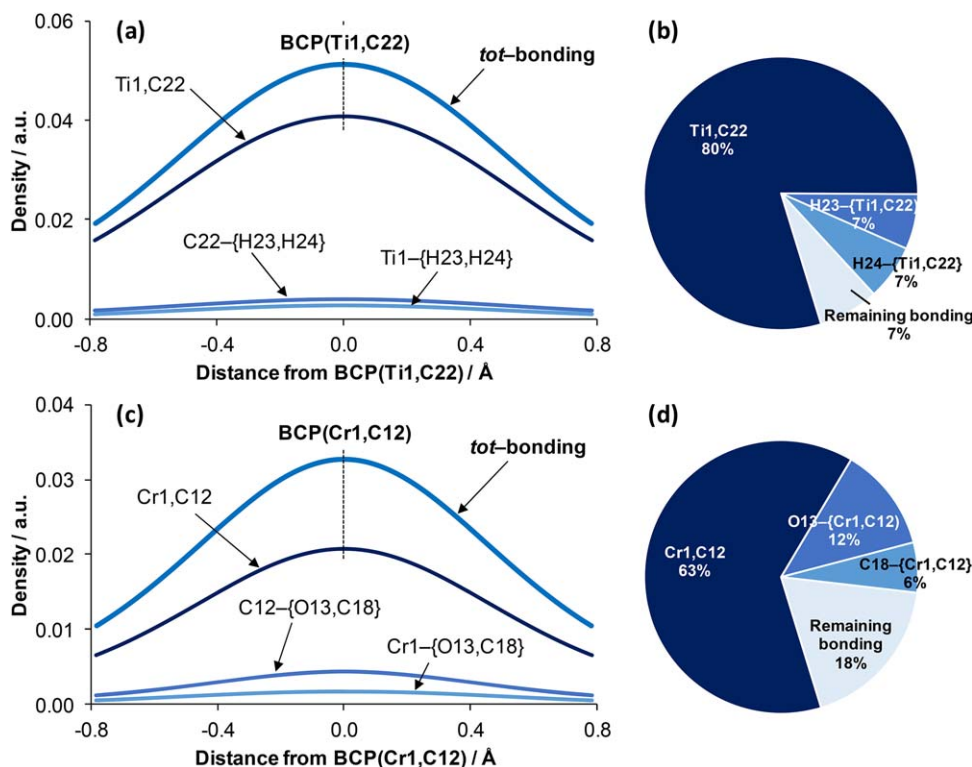 (a)
0.06
0.04
0.02
0.00
Density / a.u.
BCP(Ti1,C22)
tot–bonding
Ti1,C22
C22–{H23,H24}
Ti1–{H23,H24}
-0.8
-0.4
0.0
0.4
0.8
Distance from BCP(Ti1,C22) / Å
(b)
Ti1,C22
80%
H23–{Ti1,C22)
7%
H24–{Ti1,C22}
7%
Remaining bonding
7%
(c)
0.04
0.03
0.02
0.01
0.00
Density / a.u.
BCP(Cr1,C12)
tot–bonding
Cr1,C12
C12–{O13,C18}
Cr1–{O13,C18}
-0.8
-0.4
0.0
0.4
0.8
Distance from BCP(Cr1,C12) / Å
(d)
Cr1,C12
63%
O13–{Cr1,C12)
12%
C18–{Cr1,C12}
6%
Remaining
bonding
18%